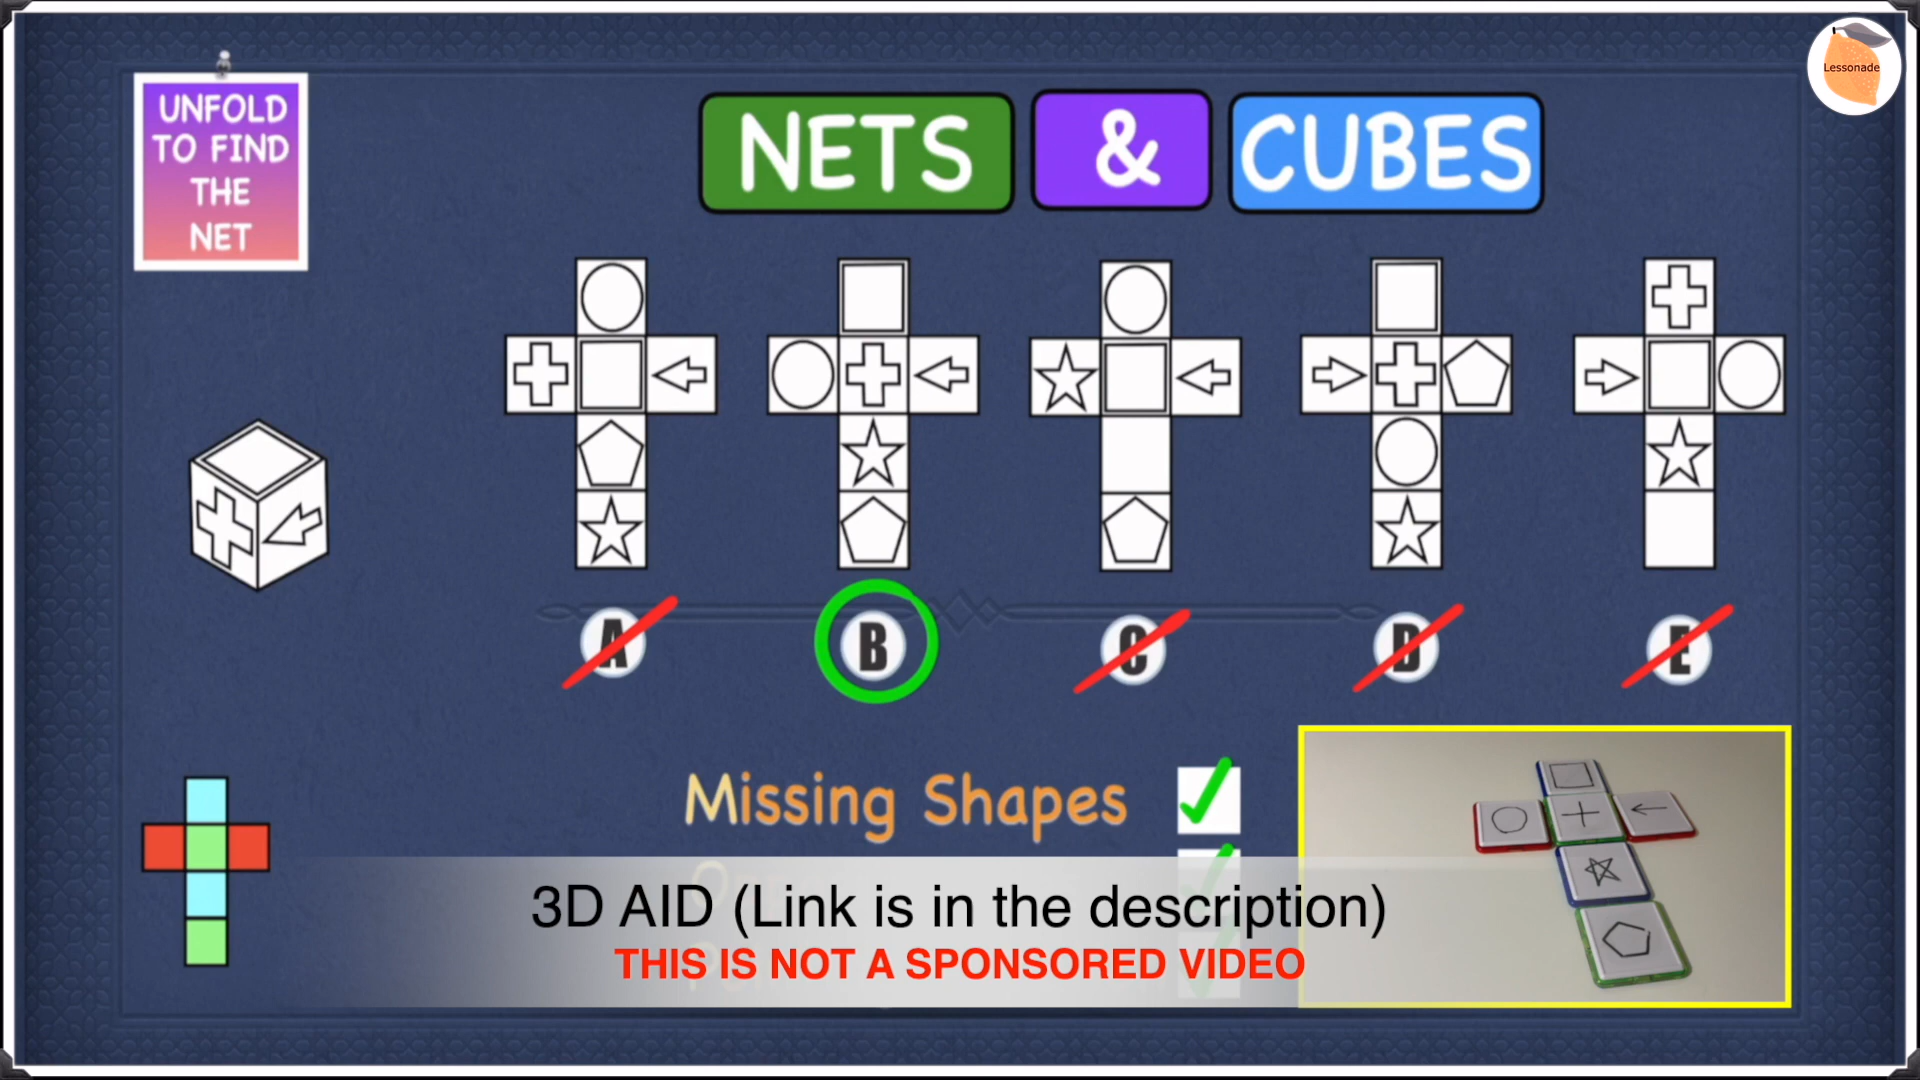 Lessonade
UNFOLD
TO FIND
THE
NET
NETS & CUBES
A B C D E
Missing Shapes
3D AID (Link is in the description)
THIS IS NOT A SPONSORED VIDEO